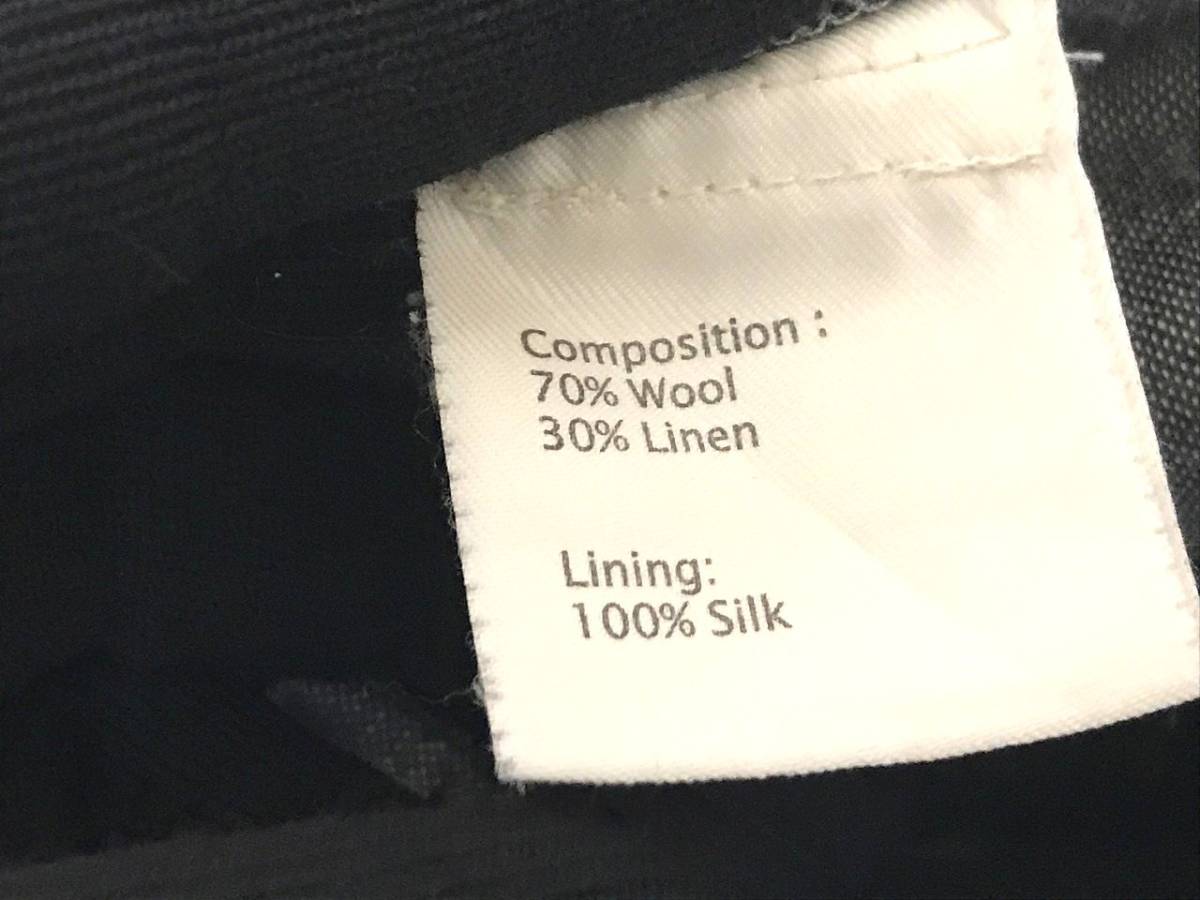 Composition :
70% Wool
30% Linen
Lining:
100% Silk